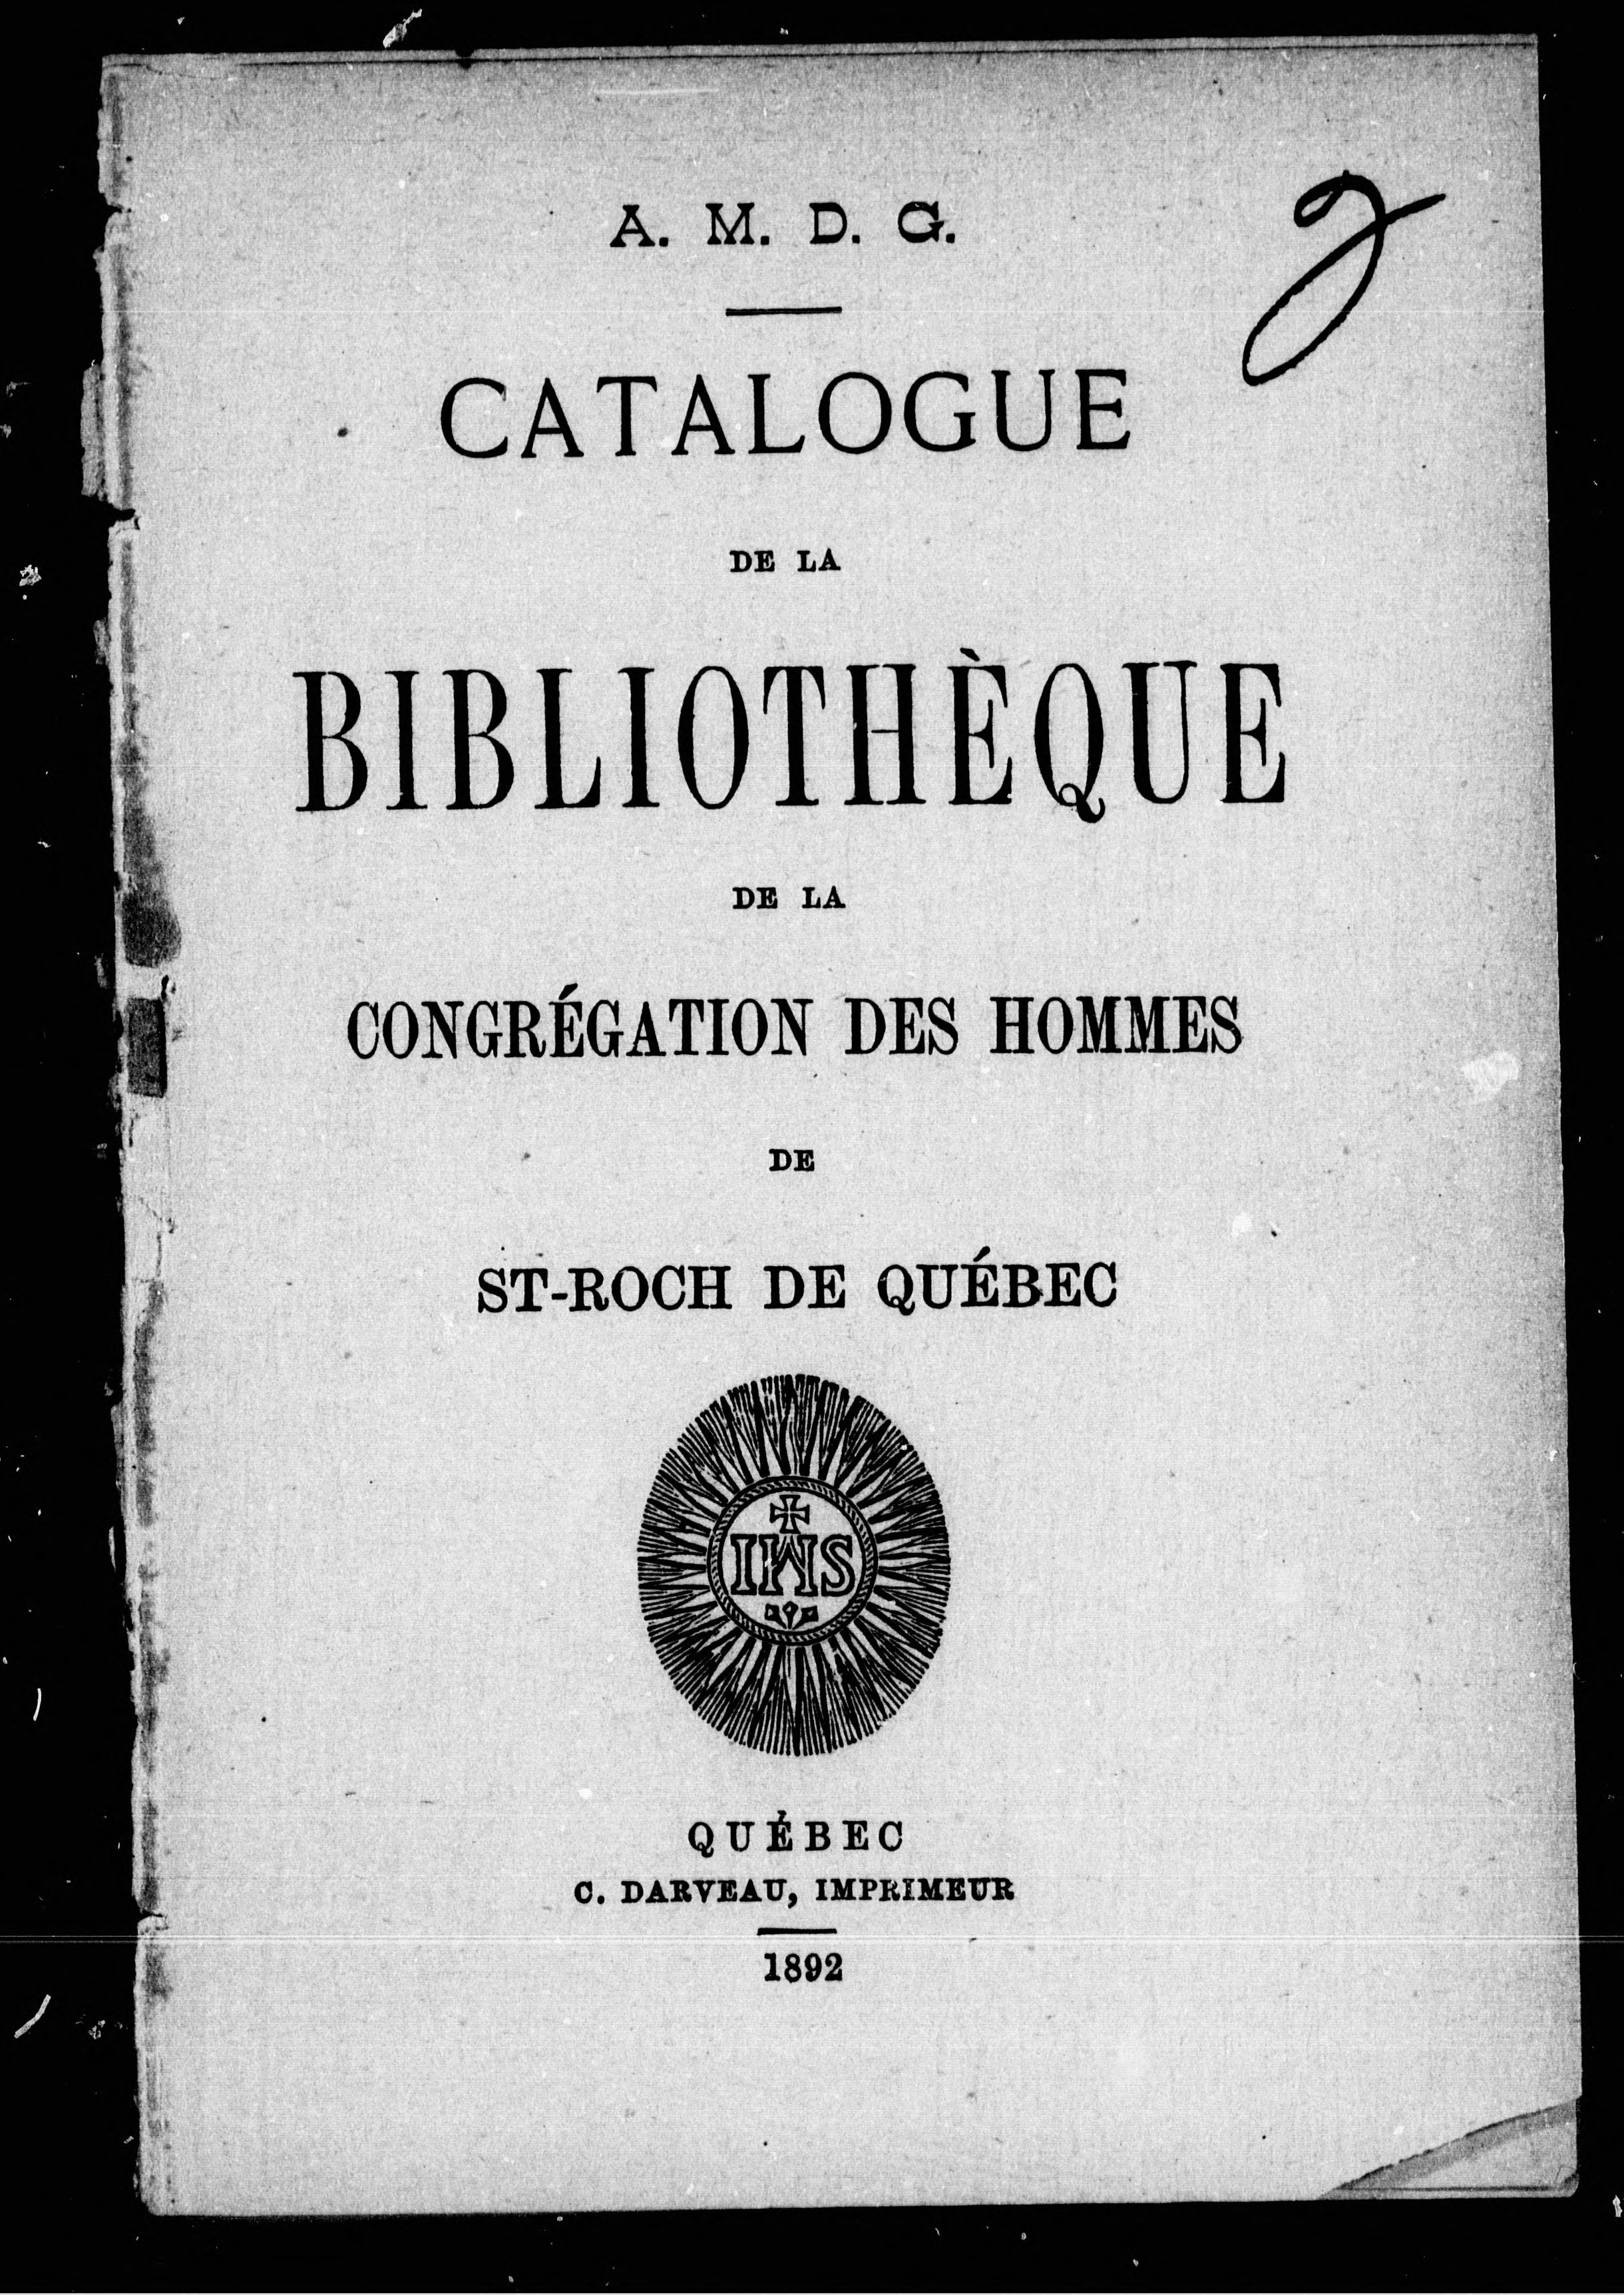 A. M. D. G.
CATALOGUE
DE LA
BIBLIOTHÈQUE
DE LA
CONGRÉGATION DES HOMMES
DE
ST-ROCH DE QUÉBEC
IHS
QUÉBEC
C. DARVEAU, IMPRIMEUR
1892